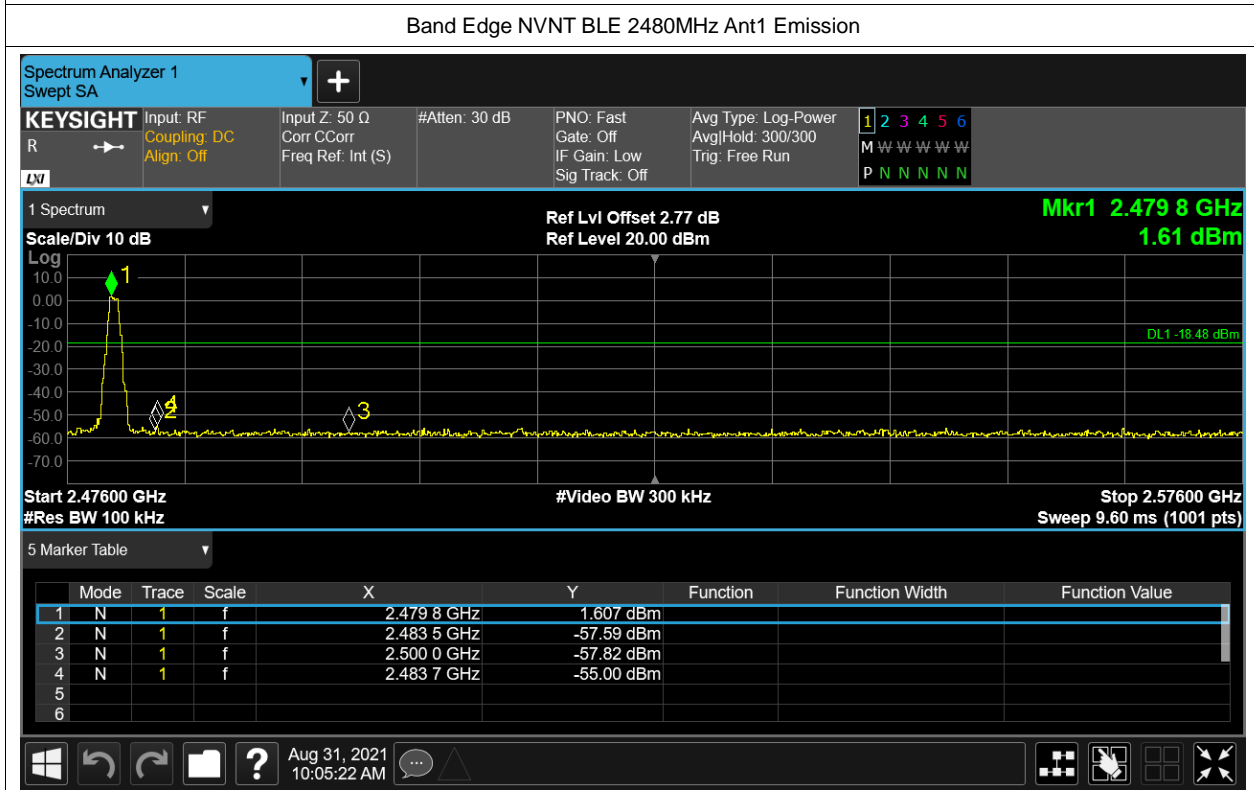 Band Edge NVNT BLE 2480MHz Ant1 Emission
Spectrum Analyzer 1
Swept SA
KEYSIGHT Input: RF Input Z: 50 Ω #Atten: 30 dB PNO: Fast Avg Type: Log-Power 1 2 3 4 5 6
R Coupling: DC Corr CCorr Gate: Off Avg|Hold: 300/300 M W W W W W W
Align: Off Freq Ref: Int (S) IF Gain: Low Trig: Free Run
LXI Sig Track: Off P N N N N N
1 Spectrum Ref Lvl Offset 2.77 dB Mkr1 2.479 8 GHz
Scale/Div 10 dB Ref Level 20.00 dBm 1.61 dBm
Log
10.0 1
0.00
-10.0
DL1 -18.48 dBm
-20.0
-30.0
-40.0
4 2 3
-50.0
-60.0
-70.0
Start 2.47600 GHz #Video BW 300 kHz Stop 2.57600 GHz
#Res BW 100 kHz Sweep 9.60 ms (1001 pts)
5 Marker Table
Mode Trace Scale X Y Function Function Width Function Value
1 N 1 f 2.479 8 GHz 1.607 dBm
2 N 1 f 2.483 5 GHz -57.59 dBm
3 N 1 f 2.500 0 GHz -57.82 dBm
4 N 1 f 2.483 7 GHz -55.00 dBm
5
6
? Aug 31, 2021
10:05:22 AM